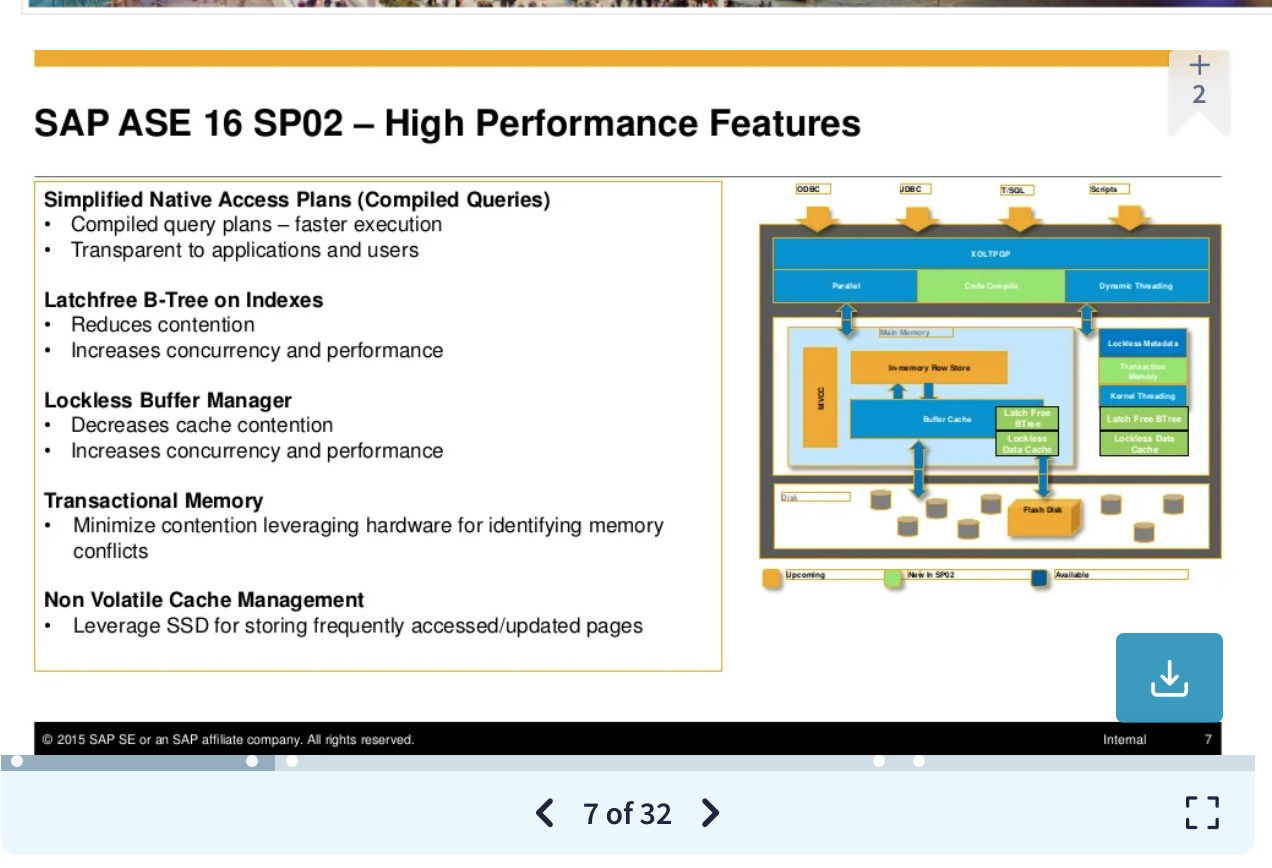 +
2
SAP ASE 16 SP02 – High Performance Features
Simplified Native Access Plans (Compiled Queries)
• Compiled query plans – faster execution
• Transparent to applications and users
Latchfree B-Tree on Indexes
• Reduces contention
• Increases concurrency and performance
Lockless Buffer Manager
• Decreases cache contention
• Increases concurrency and performance
Transactional Memory
• Minimize contention leveraging hardware for identifying memory
conflicts
Non Volatile Cache Management
• Leverage SSD for storing frequently accessed/updated pages
ODBC
JDBC
T/SQL
Scripts
XOLTPQP
Parallel
Code Compile
Dynamic Threading
Main Memory
MVCC
In-memory Row Store
Buffer Cache
Latch Free
BTree
Lockless
Data Cache
Lockless Metadata
Transaction
Memory
Kernel Threading
Latch Free BTree
Lockless Data
Cache
Disk
Flash Disk
Upcoming
New in SP02
Available
© 2015 SAP SE or an SAP affiliate company. All rights reserved.
Internal
7
7 of 32